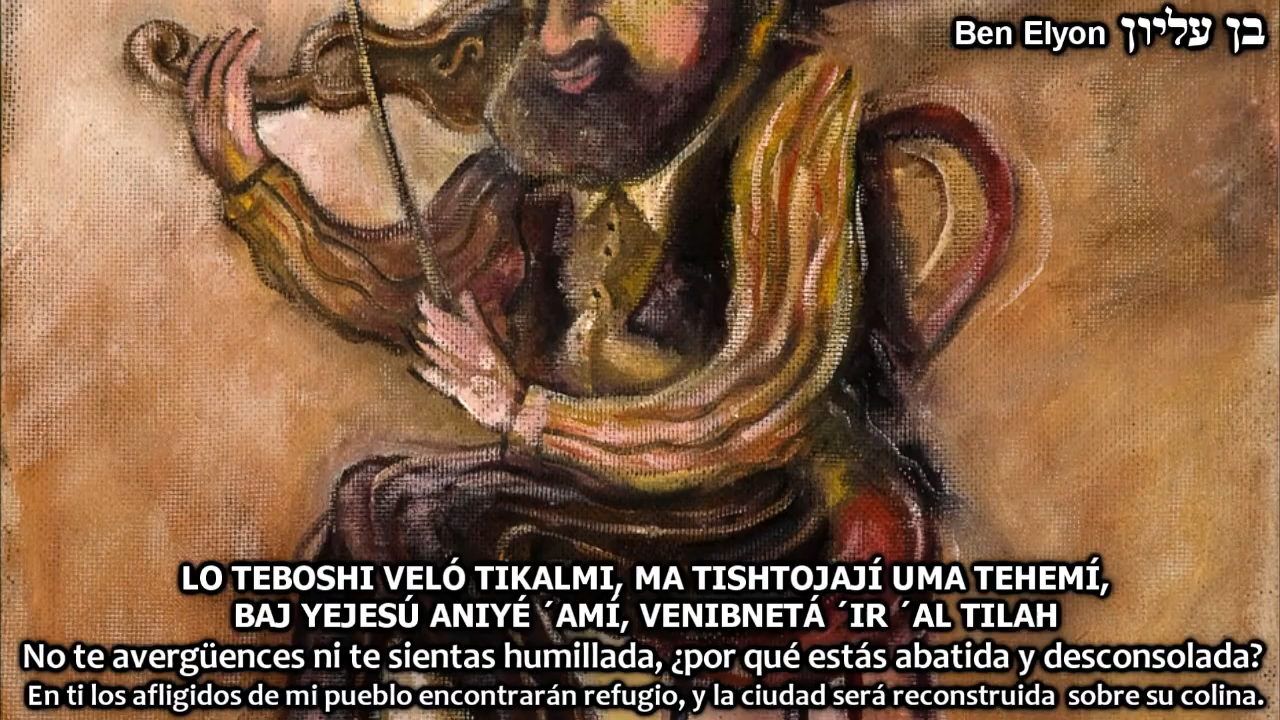 Ben Elyon בן עליון
LO TEBOSHI VELÓ TIKALMI, MA TISHTOJAJÍ UMA TEHEMÍ,
BAJ YEJESÚ ANIYÉ ´AMÍ, VENIBNETÁ ´IR ´AL TILAH
No te avergüences ni te sientas humillada, ¿por qué estás abatida y desconsolada?
En ti los afligidos de mi pueblo encontrarán refugio, y la ciudad será reconstruida sobre su colina.